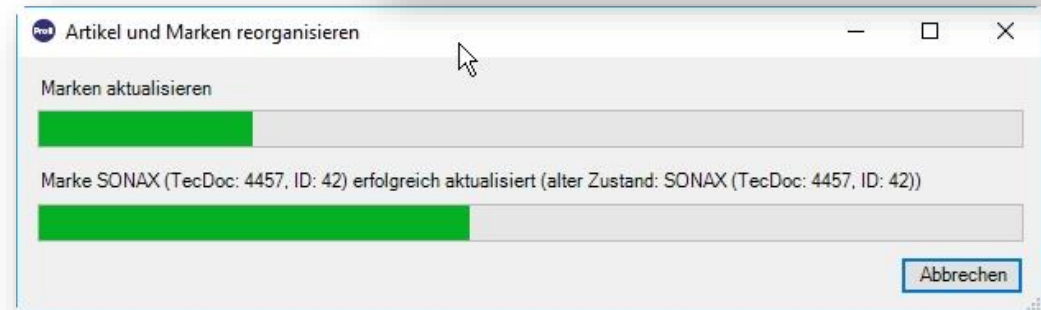 Artikel und Marken reorganisieren
Marken aktualisieren
Marke SONAX (TecDoc: 4457, ID: 42) erfolgreich aktualisiert (alter Zustand: SONAX (TecDoc: 4457, ID: 42))
Abbrechen